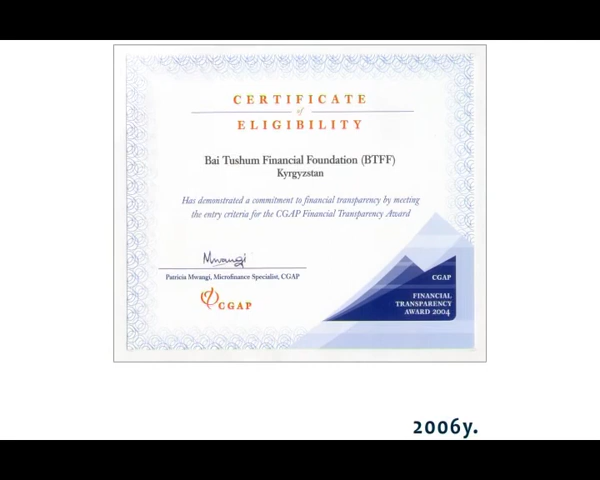 CERTIFICATE
of
ELIGIBILITY
Bai Tushum Financial Foundation (BTFF)
Kyrgyzstan
Has demonstrated a commitment to financial transparency by meeting
the entry criteria for the CGAP Financial Transparency Award
Mwangi
Patricia Mwangi, Microfinance Specialist, CGAP
CGAP
CGAP
FINANCIAL
TRANSPARENCY
AWARD 2004
2006y.